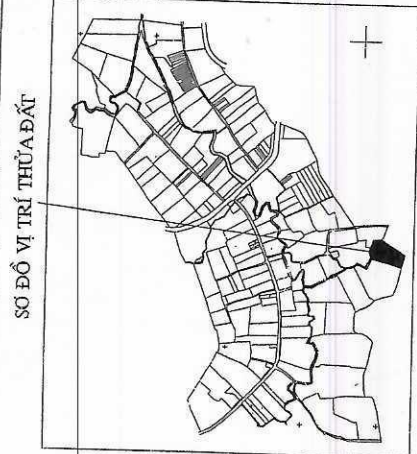 SƠ ĐỒ VỊ TRÍ THỬA ĐẤT